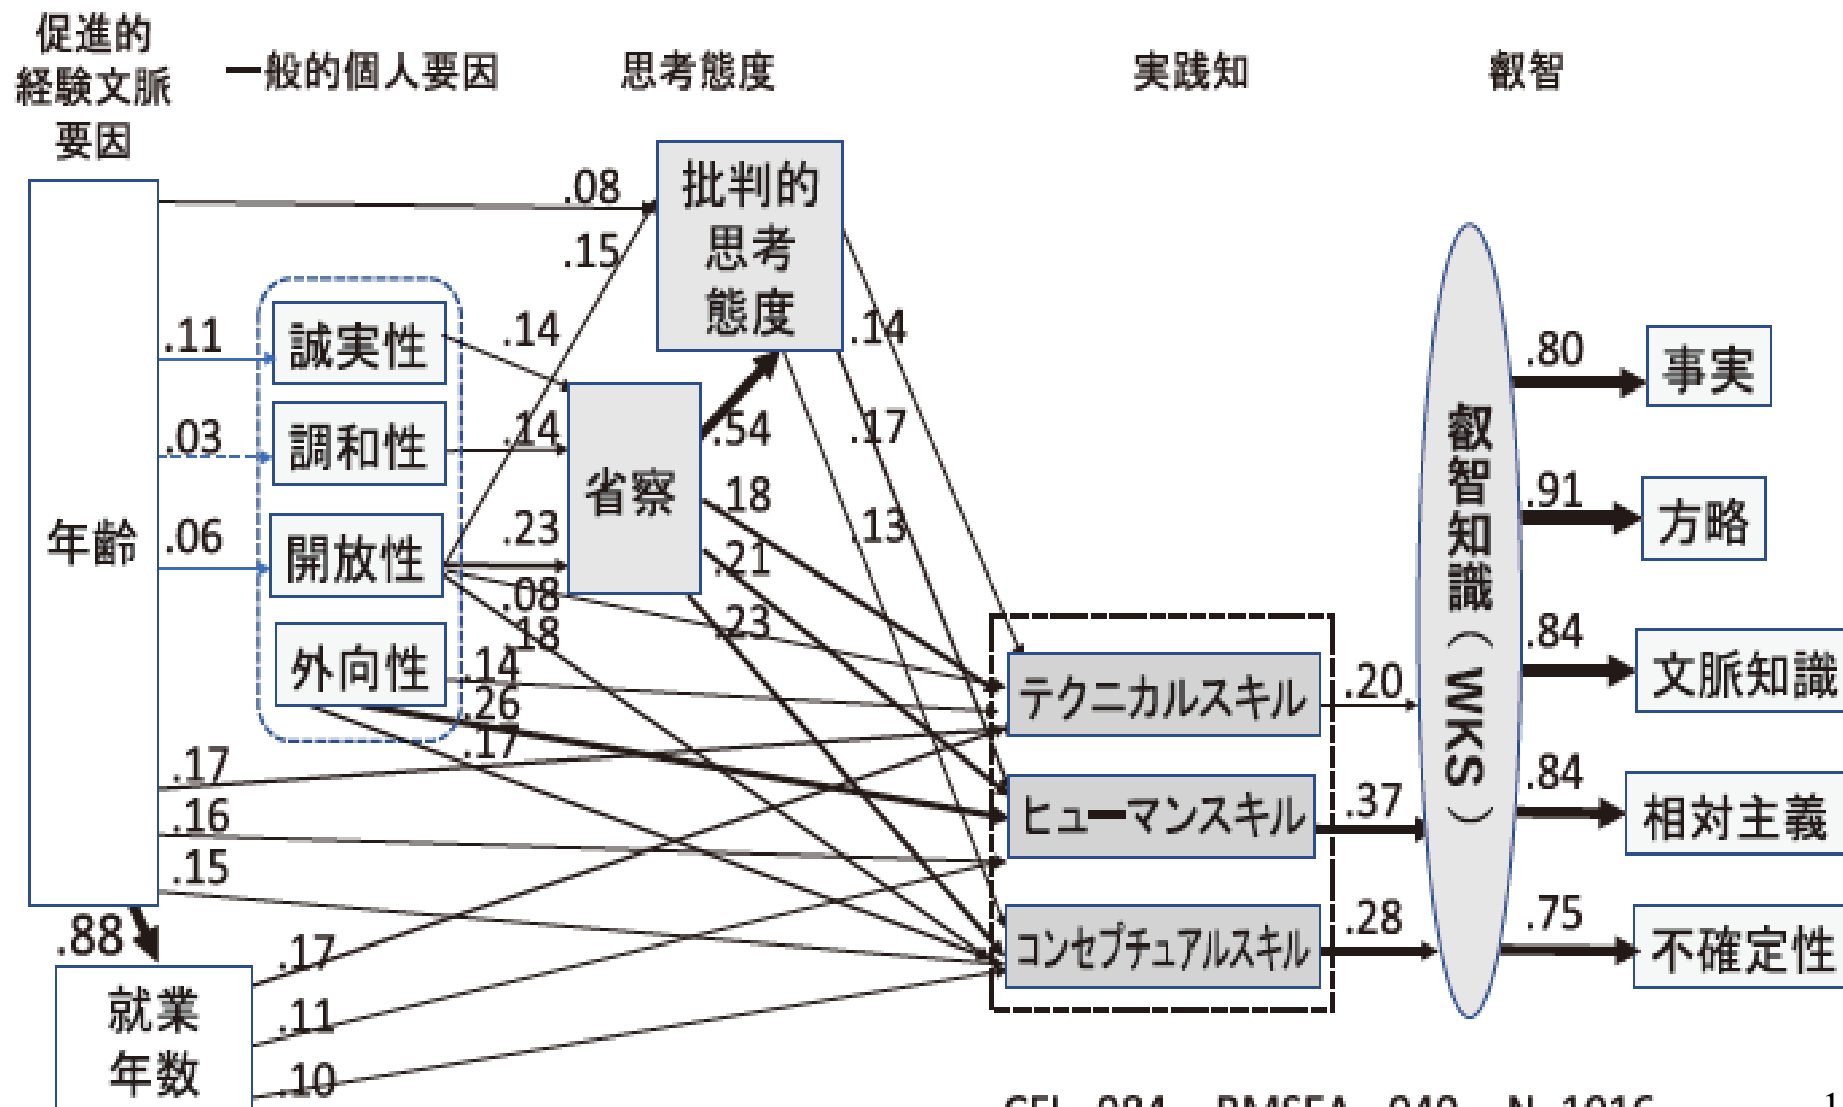 促進的
経験文脈
要因
一般的個人要因
思考態度
実践知
叡智
年齢
就業
年数
.88
.08
.15
.11
.03
.06
誠実性
調和性
開放性
外向性
.14
.14
.23
.08
.18
.14
.26
.17
.17
.16
.15
.17
.11
.10
批判的
思考
態度
省察
.54
.18
.21
.23
.14
.17
.13
テクニカルスキル
ヒューマンスキル
コンセプチュアルスキル
.20
.37
.28
叡智知識(WKS)
.80
.91
.84
.84
.75
事実
方略
文脈知識
相対主義
不確定性